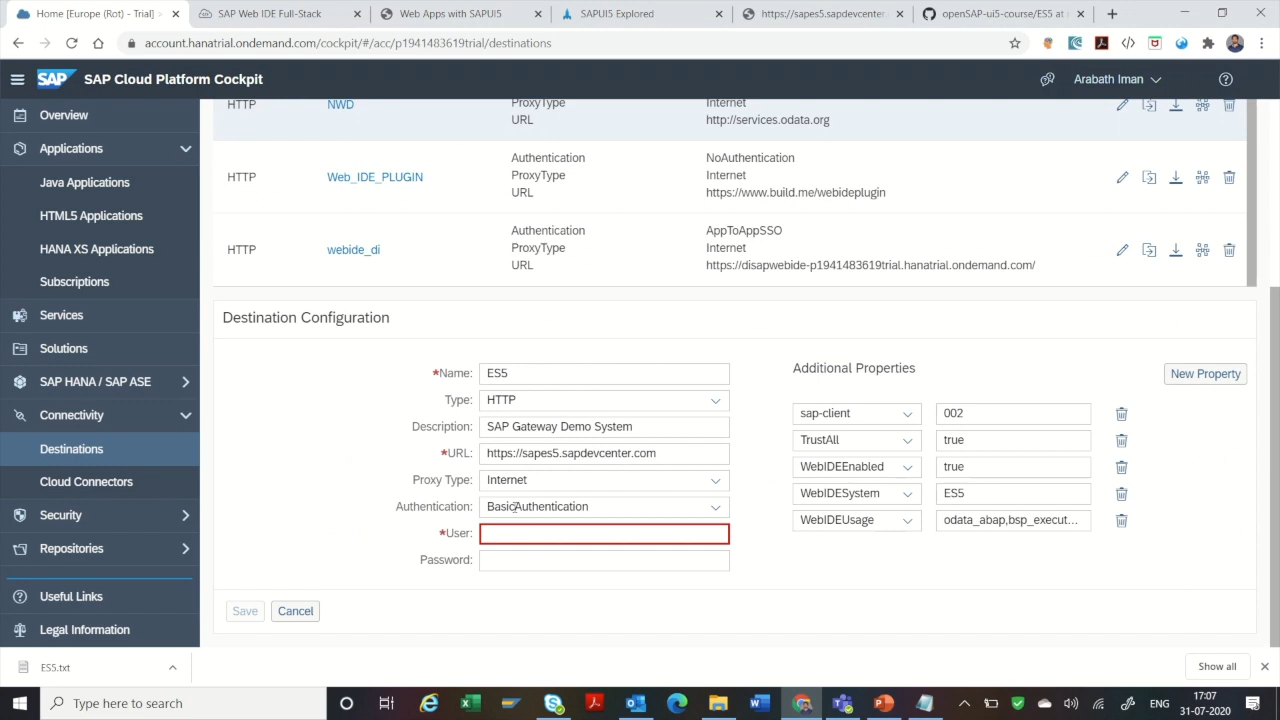 Home [Europe (Rot) - Trial]
SAP Web IDE Full-Stack
Web Apps with SAPUI5
SAPUI5 Explored
https://sapes5.sapdevcenter.
openSAP-ui5-course/ES5 at
account.hanatrial.ondemand.com/cockpit/#/acc/p1941483619trial/destinations
SAP
SAP Cloud Platform Cockpit
Arabath Iman
Overview
Applications
Java Applications
HTML5 Applications
HANA XS Applications
Subscriptions
Services
Solutions
SAP HANA / SAP ASE
Connectivity
Destinations
Cloud Connectors
Security
Repositories
Useful Links
Legal Information
HTTP NWD ProxyType Internet
URL http://services.odata.org
Authentication NoAuthentication
HTTP Web_IDE_PLUGIN ProxyType Internet
URL https://www.build.me/webideplugin
Authentication AppToAppSSO
HTTP webide_di ProxyType Internet
URL https://disapwebide-p1941483619trial.hanatrial.ondemand.com/
Destination Configuration
*Name: ES5
Type: HTTP
Description: SAP Gateway Demo System
*URL: https://sapes5.sapdevcenter.com
Proxy Type: Internet
Authentication: BasicAuthentication
*User:
Password:
Additional Properties
New Property
sap-client 002
TrustAll true
WebIDEEnabled true
WebIDESystem ES5
WebIDEUsage odata_abap,bsp_execut...
Save Cancel
ES5.txt
Show all
Type here to search
ENG
17:07
31-07-2020